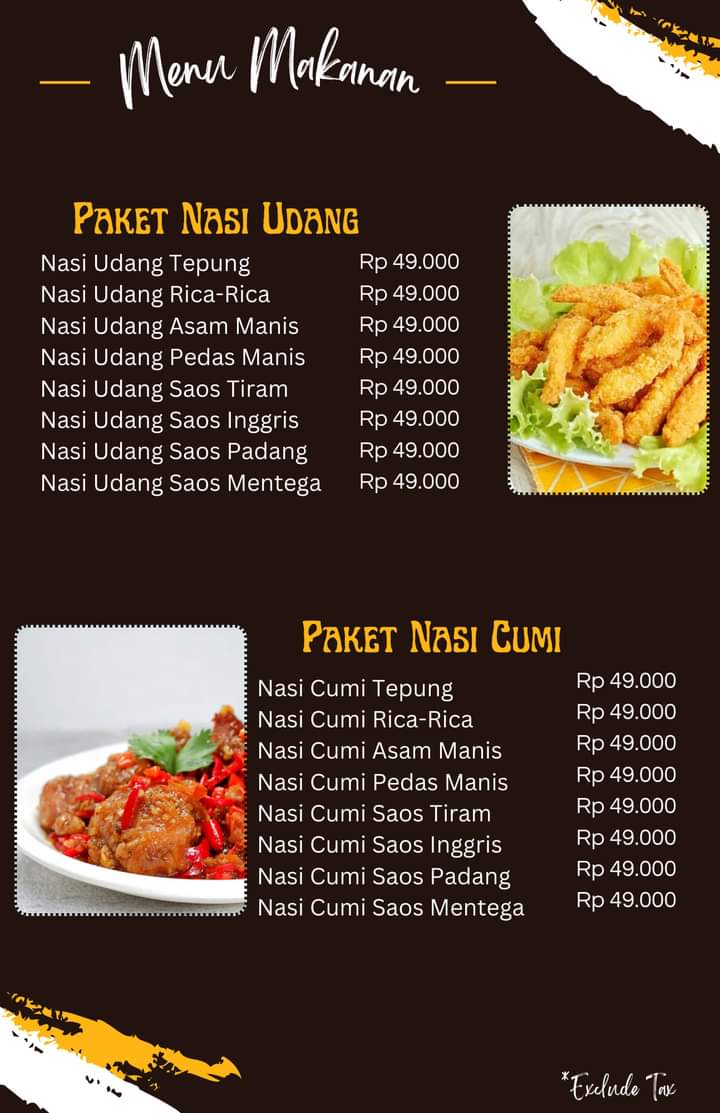 Menu Makanan
Paket Nasi Udang
Nasi Udang Tepung Rp 49.000
Nasi Udang Rica-Rica Rp 49.000
Nasi Udang Asam Manis Rp 49.000
Nasi Udang Pedas Manis Rp 49.000
Nasi Udang Saos Tiram Rp 49.000
Nasi Udang Saos Inggris Rp 49.000
Nasi Udang Saos Padang Rp 49.000
Nasi Udang Saos Mentega Rp 49.000
Paket Nasi Cumi
Nasi Cumi Tepung Rp 49.000
Nasi Cumi Rica-Rica Rp 49.000
Nasi Cumi Asam Manis Rp 49.000
Nasi Cumi Pedas Manis Rp 49.000
Nasi Cumi Saos Tiram Rp 49.000
Nasi Cumi Saos Inggris Rp 49.000
Nasi Cumi Saos Padang Rp 49.000
Nasi Cumi Saos Mentega Rp 49.000
*Exclude Tax